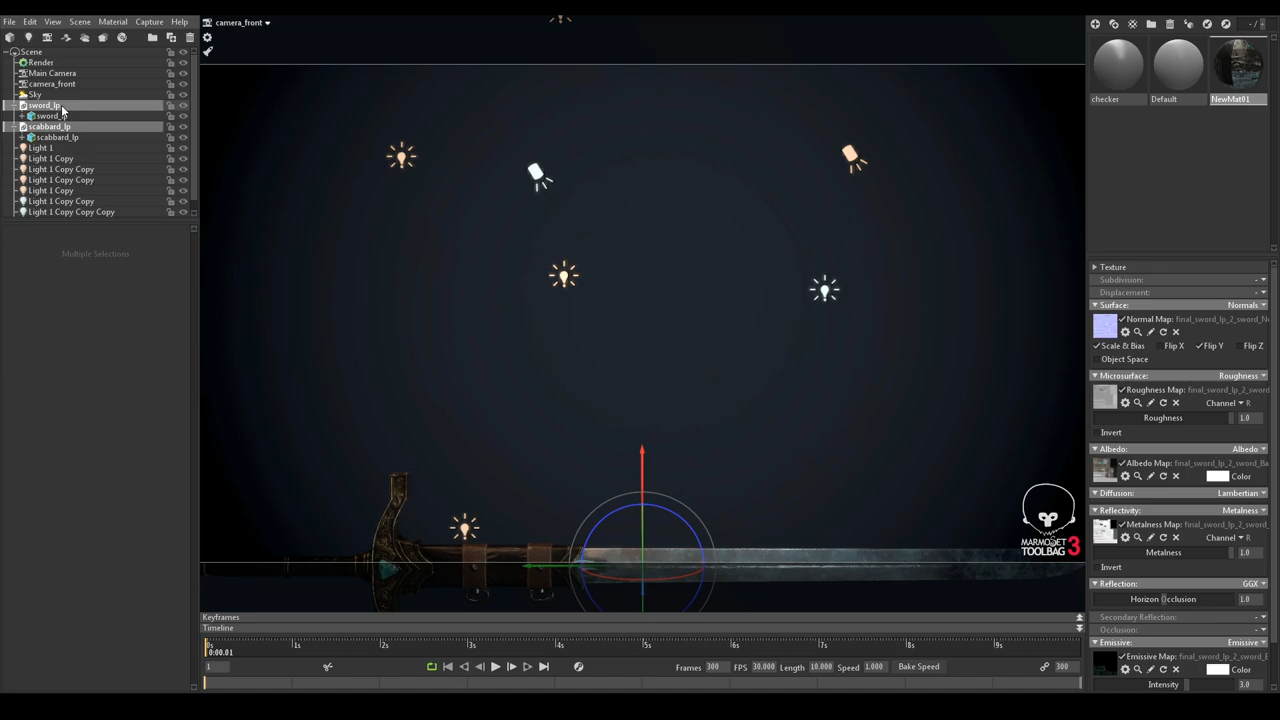 File Edit View Scene Material Capture Help
camera_front
Scene
Render
Main Camera
camera_front
Sky
sword_lp
sword_lp
scabbard_lp
scabbard_lp
Light 1
Light 1 Copy
Light 1 Copy Copy
Light 1 Copy Copy
Light 1 Copy
Light 1 Copy Copy
Light 1 Copy Copy Copy
Multiple Selections
MARMOSET
TOOLBAG 3
Keyframes
Timeline
0s 1s 2s 3s 4s 5s 6s 7s 8s 9s
0:00.01
1
Frames 300 FPS 30.000 Length 10.000 Speed 1.000 Bake Speed 300
- /
checker Default NewMat01
Texture
Subdivision: -
Displacement: -
Surface: Normals
Normal Map: final_sword_lp_2_sword_No
Scale & Bias Flip X Flip Y Flip Z
Object Space
Microsurface: Roughness
Roughness Map: final_sword_lp_2_sword
Channel R
Roughness 1.0
Invert
Albedo: Albedo
Albedo Map: final_sword_lp_2_sword_Ba
Color
Diffusion: Lambertian
Reflectivity: Metalness
Metalness Map: final_sword_lp_2_sword_
Channel R
Metalness 1.0
Invert
Reflection: GGX
Horizon Occlusion 1.0
Secondary Reflection: -
Occlusion: -
Emissive: Emissive
Emissive Map: final_sword_lp_2_sword_E
Color
Intensity 3.0